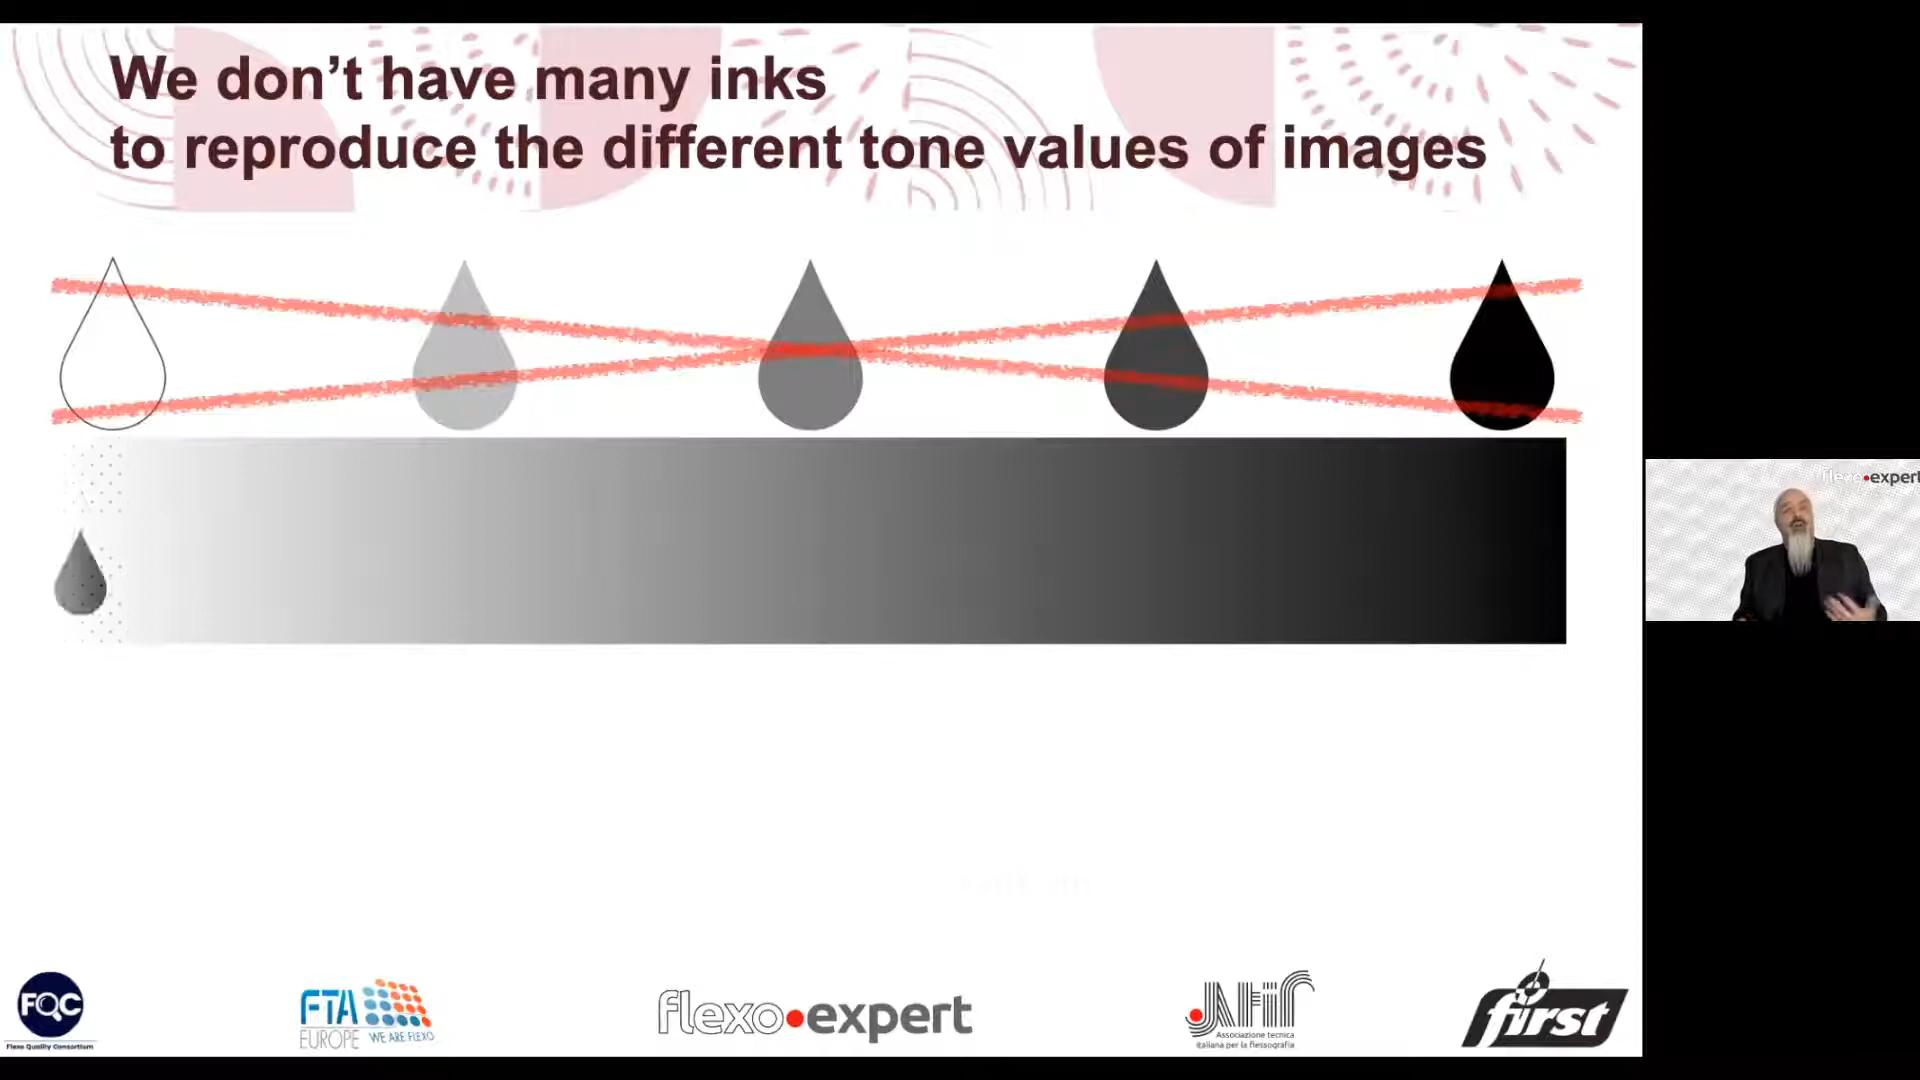 We don't have many inks
to reproduce the different tone values of images
flexo•expert
FQC
Flexo Quality Consortium
FTA
EUROPE
WE ARE FLEXO
flexo•expert
Atif
Associazione tecnica
italiana per la flessografia
first